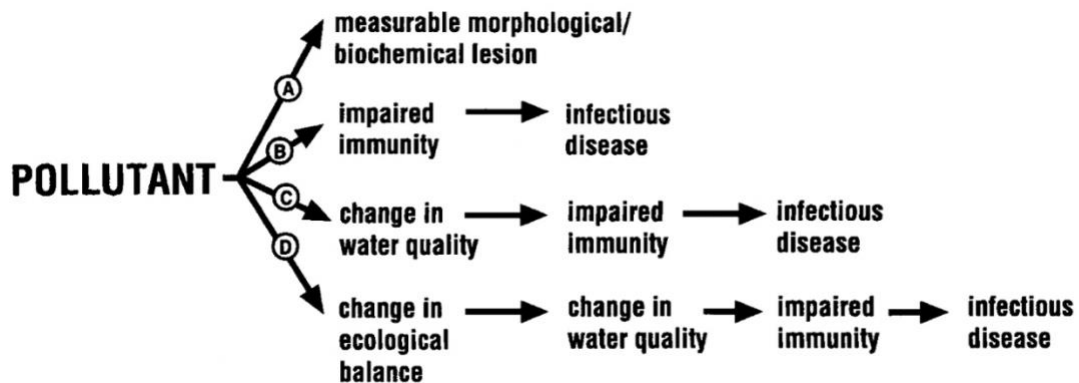 measurable morphological/
biochemical lesion
A
impaired
immunity
infectious
disease
B
POLLUTANT
C
change in
water quality
impaired
immunity
infectious
disease
D
change in
ecological
balance
change in
water quality
impaired
immunity
infectious
disease